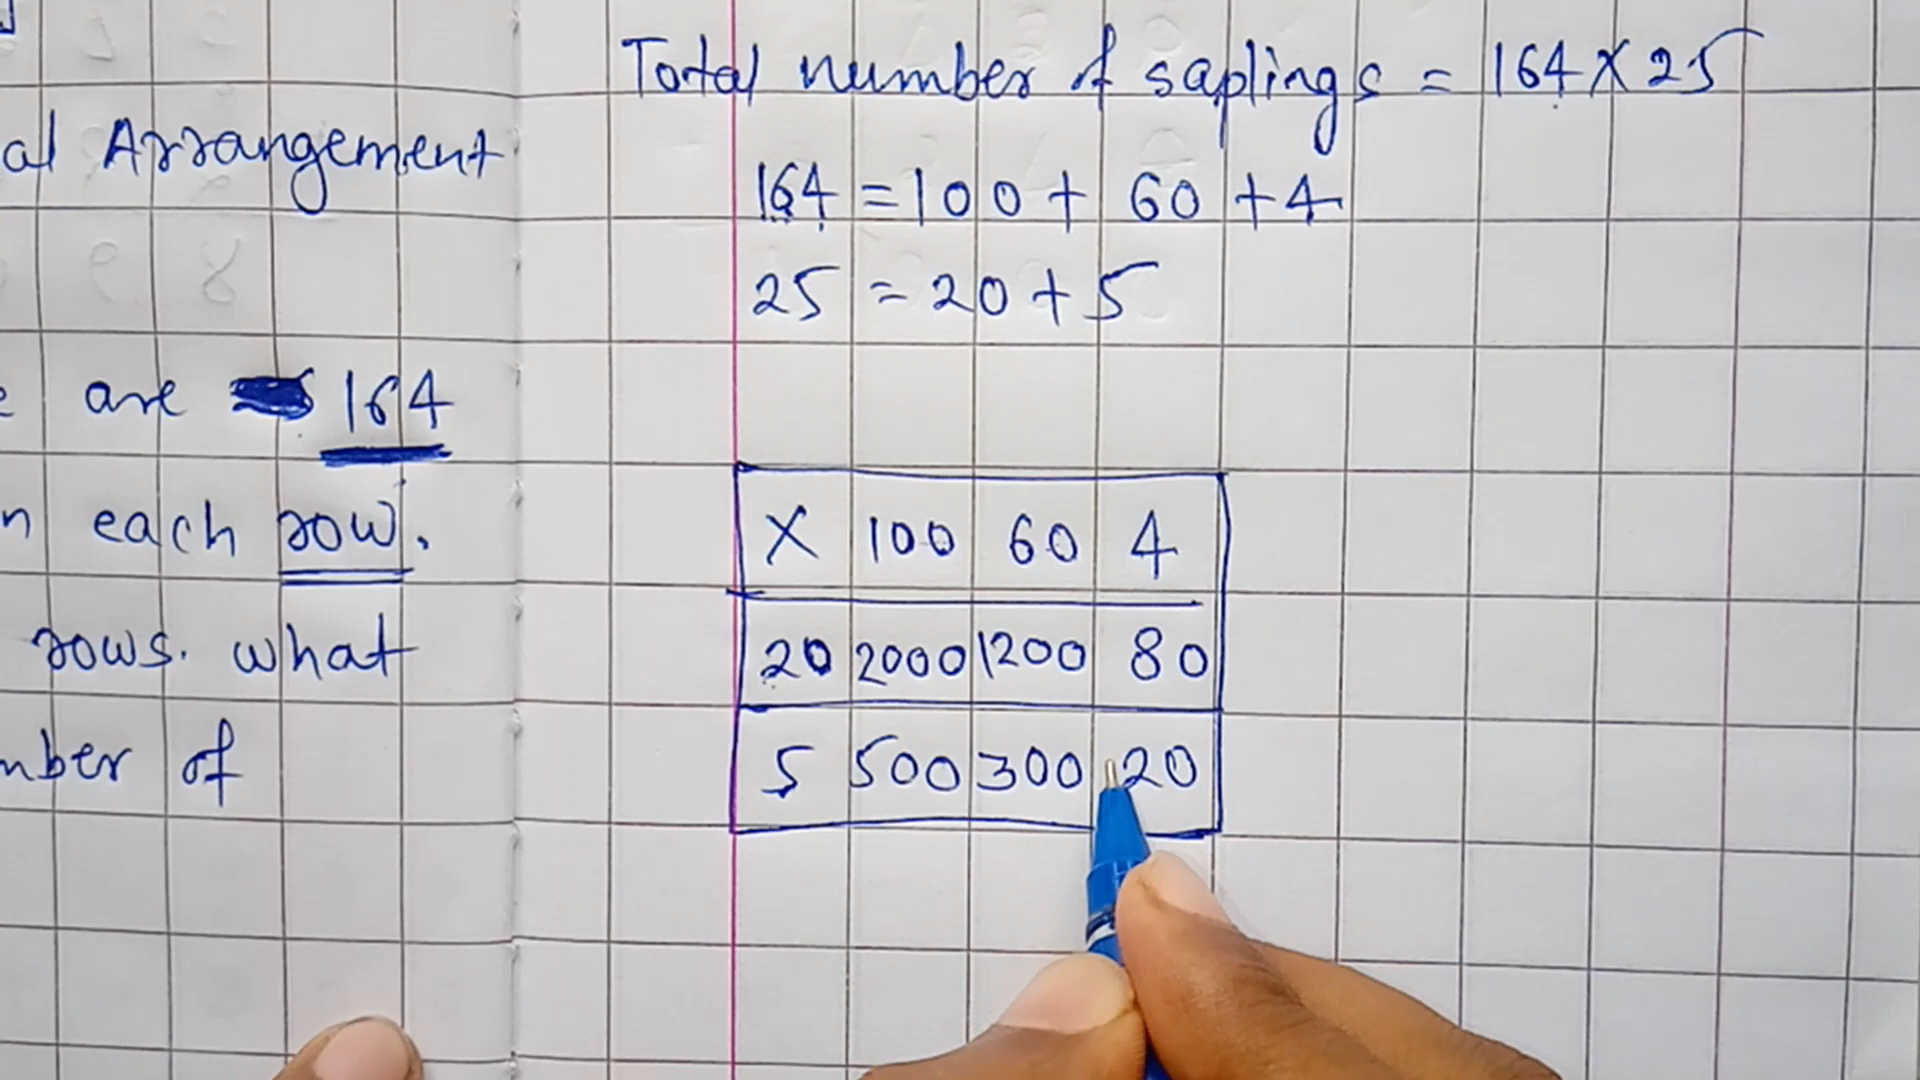 al Arrangement
are 164
n each row.
rows. what
mber of
Total number of saplings = 164 X 25
164 = 100 + 60 + 4
25 = 20 + 5
X 100 60 4
20 2000 1200 80
5 500 300 20